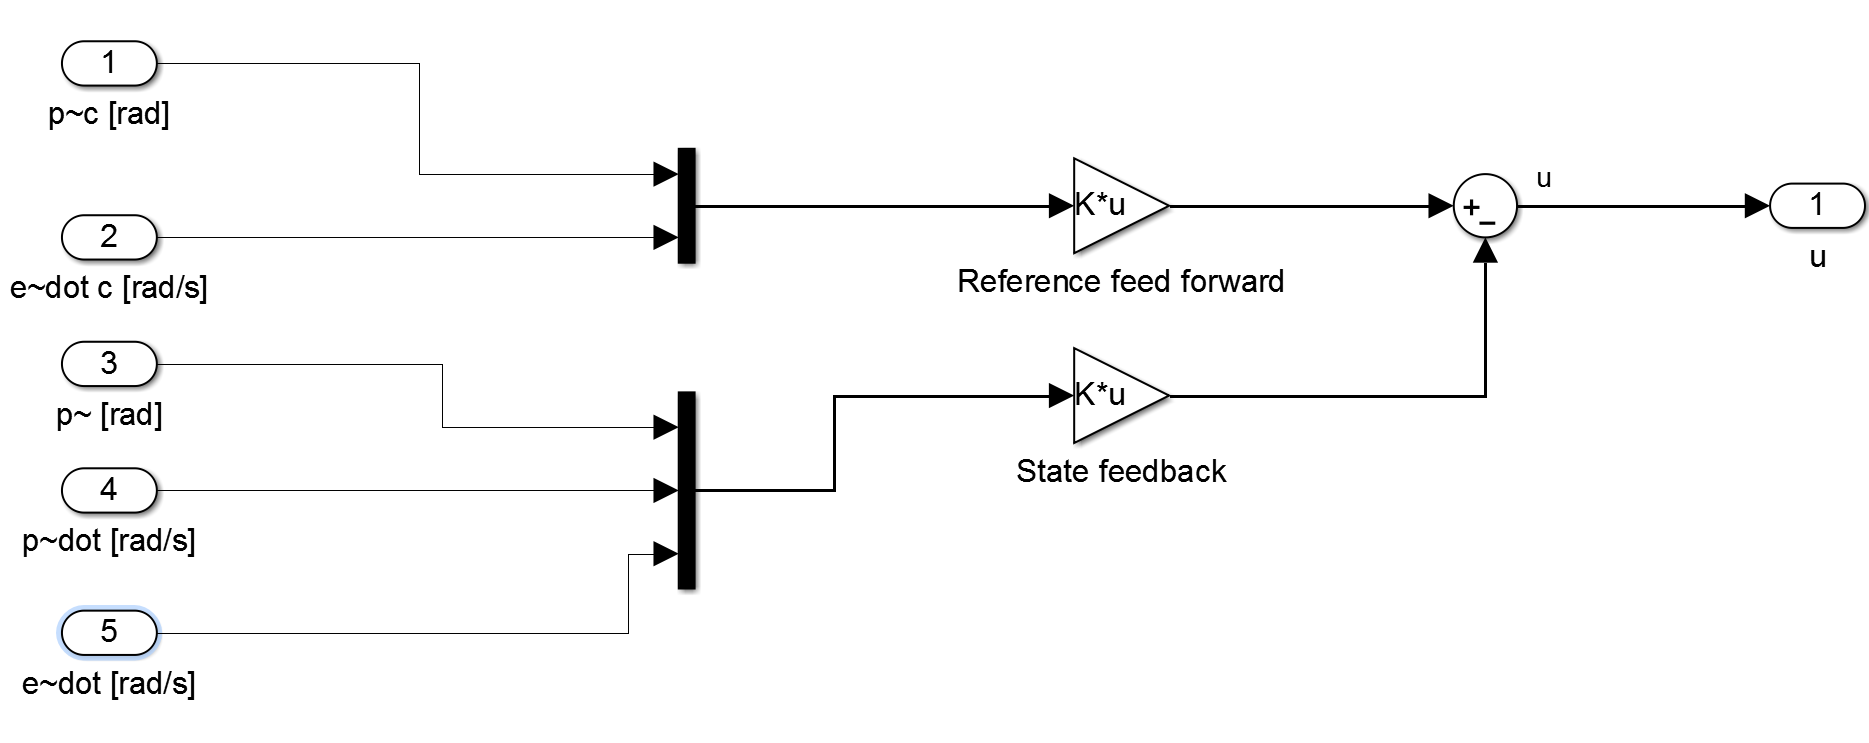 1
p~c [rad]
2
e~dot c [rad/s]
3
p~ [rad]
4
p~dot [rad/s]
5
e~dot [rad/s]
K*u
Reference feed forward
K*u
State feedback
+
−
u
1
u